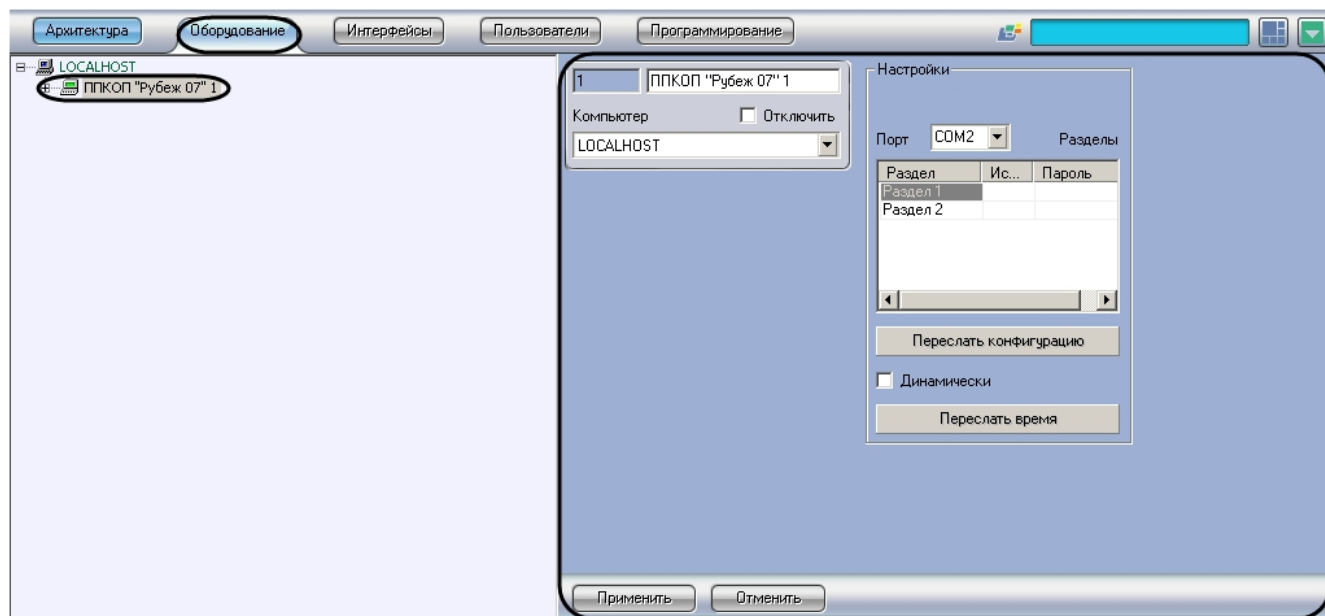 Архитектура Оборудование Интерфейсы Пользователи Программирование
LOCALHOST
ППКОП "Рубеж 07" 1
1 ППКОП "Рубеж 07" 1
Компьютер Отключить
LOCALHOST
Настройки
Порт COM2 Разделы
Раздел Ис... Пароль
Раздел 1
Раздел 2
Переслать конфигурацию
Динамически
Переслать время
Применить Отменить